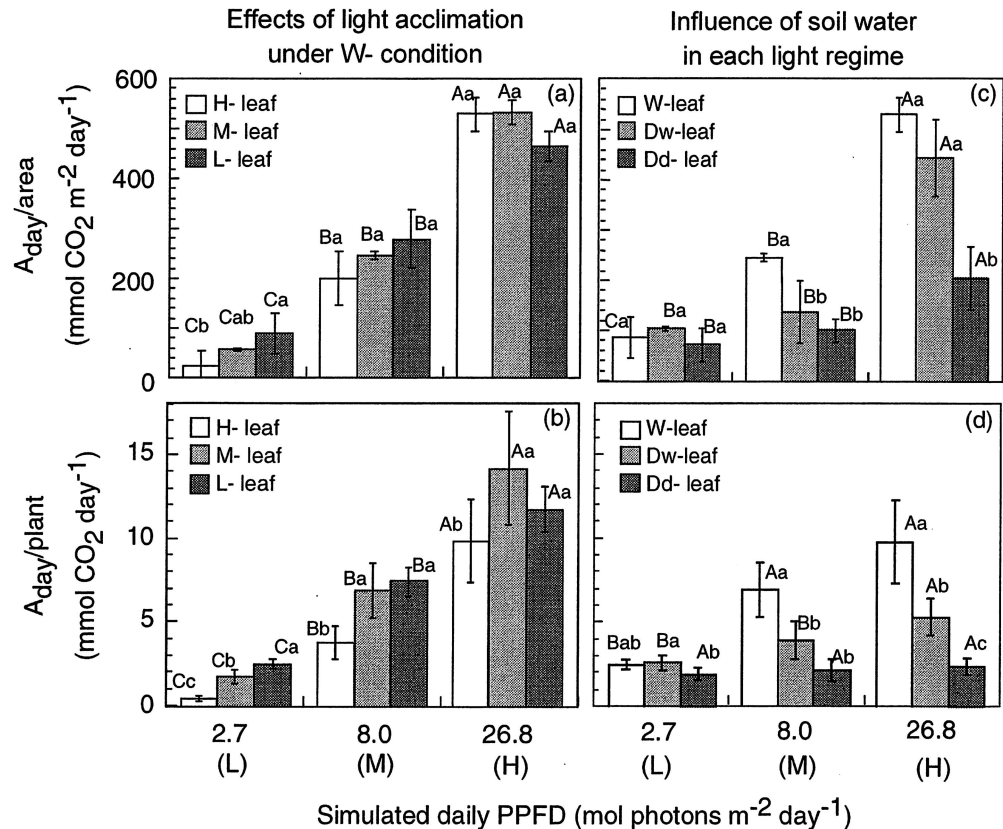 Effects of light acclimation
under W- condition
Influence of soil water
in each light regime
A_day/area
(mmol CO₂ m⁻² day⁻¹)
600
400
200
0
(a)
H- leaf
M- leaf
L- leaf
Cb
Cab
Ca
Ba
Ba
Ba
Aa
Aa
Aa
(c)
W-leaf
Dw-leaf
Dd- leaf
Ca
Ba
Ba
Ba
Bb
Bb
Aa
Aa
Ab
A_day/plant
(mmol CO₂ day⁻¹)
15
10
5
0
(b)
H- leaf
M- leaf
L- leaf
Cc
Cb
Ca
Bb
Ba
Ba
Ab
Aa
Aa
(d)
W-leaf
Dw-leaf
Dd- leaf
Bab
Ba
Ab
Aa
Bb
Ab
Aa
Ab
Ac
2.7 8.0 26.8 2.7 8.0 26.8
(L) (M) (H) (L) (M) (H)
Simulated daily PPFD (mol photons m⁻² day⁻¹)